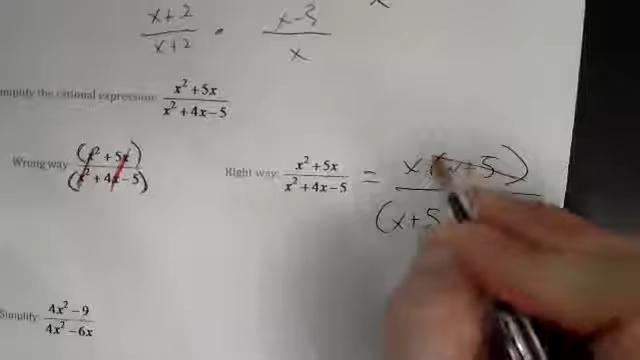 x+2 / x+2 · x-3 / x
x
mplify the rational expression: x² + 5x / x² + 4x − 5
Wrong way: (x² + 5x) / (x² + 4x − 5)
Right way: x² + 5x / x² + 4x − 5 = x(x+5) / (x+5
Simplify: 4x² − 9 / 4x² − 6x